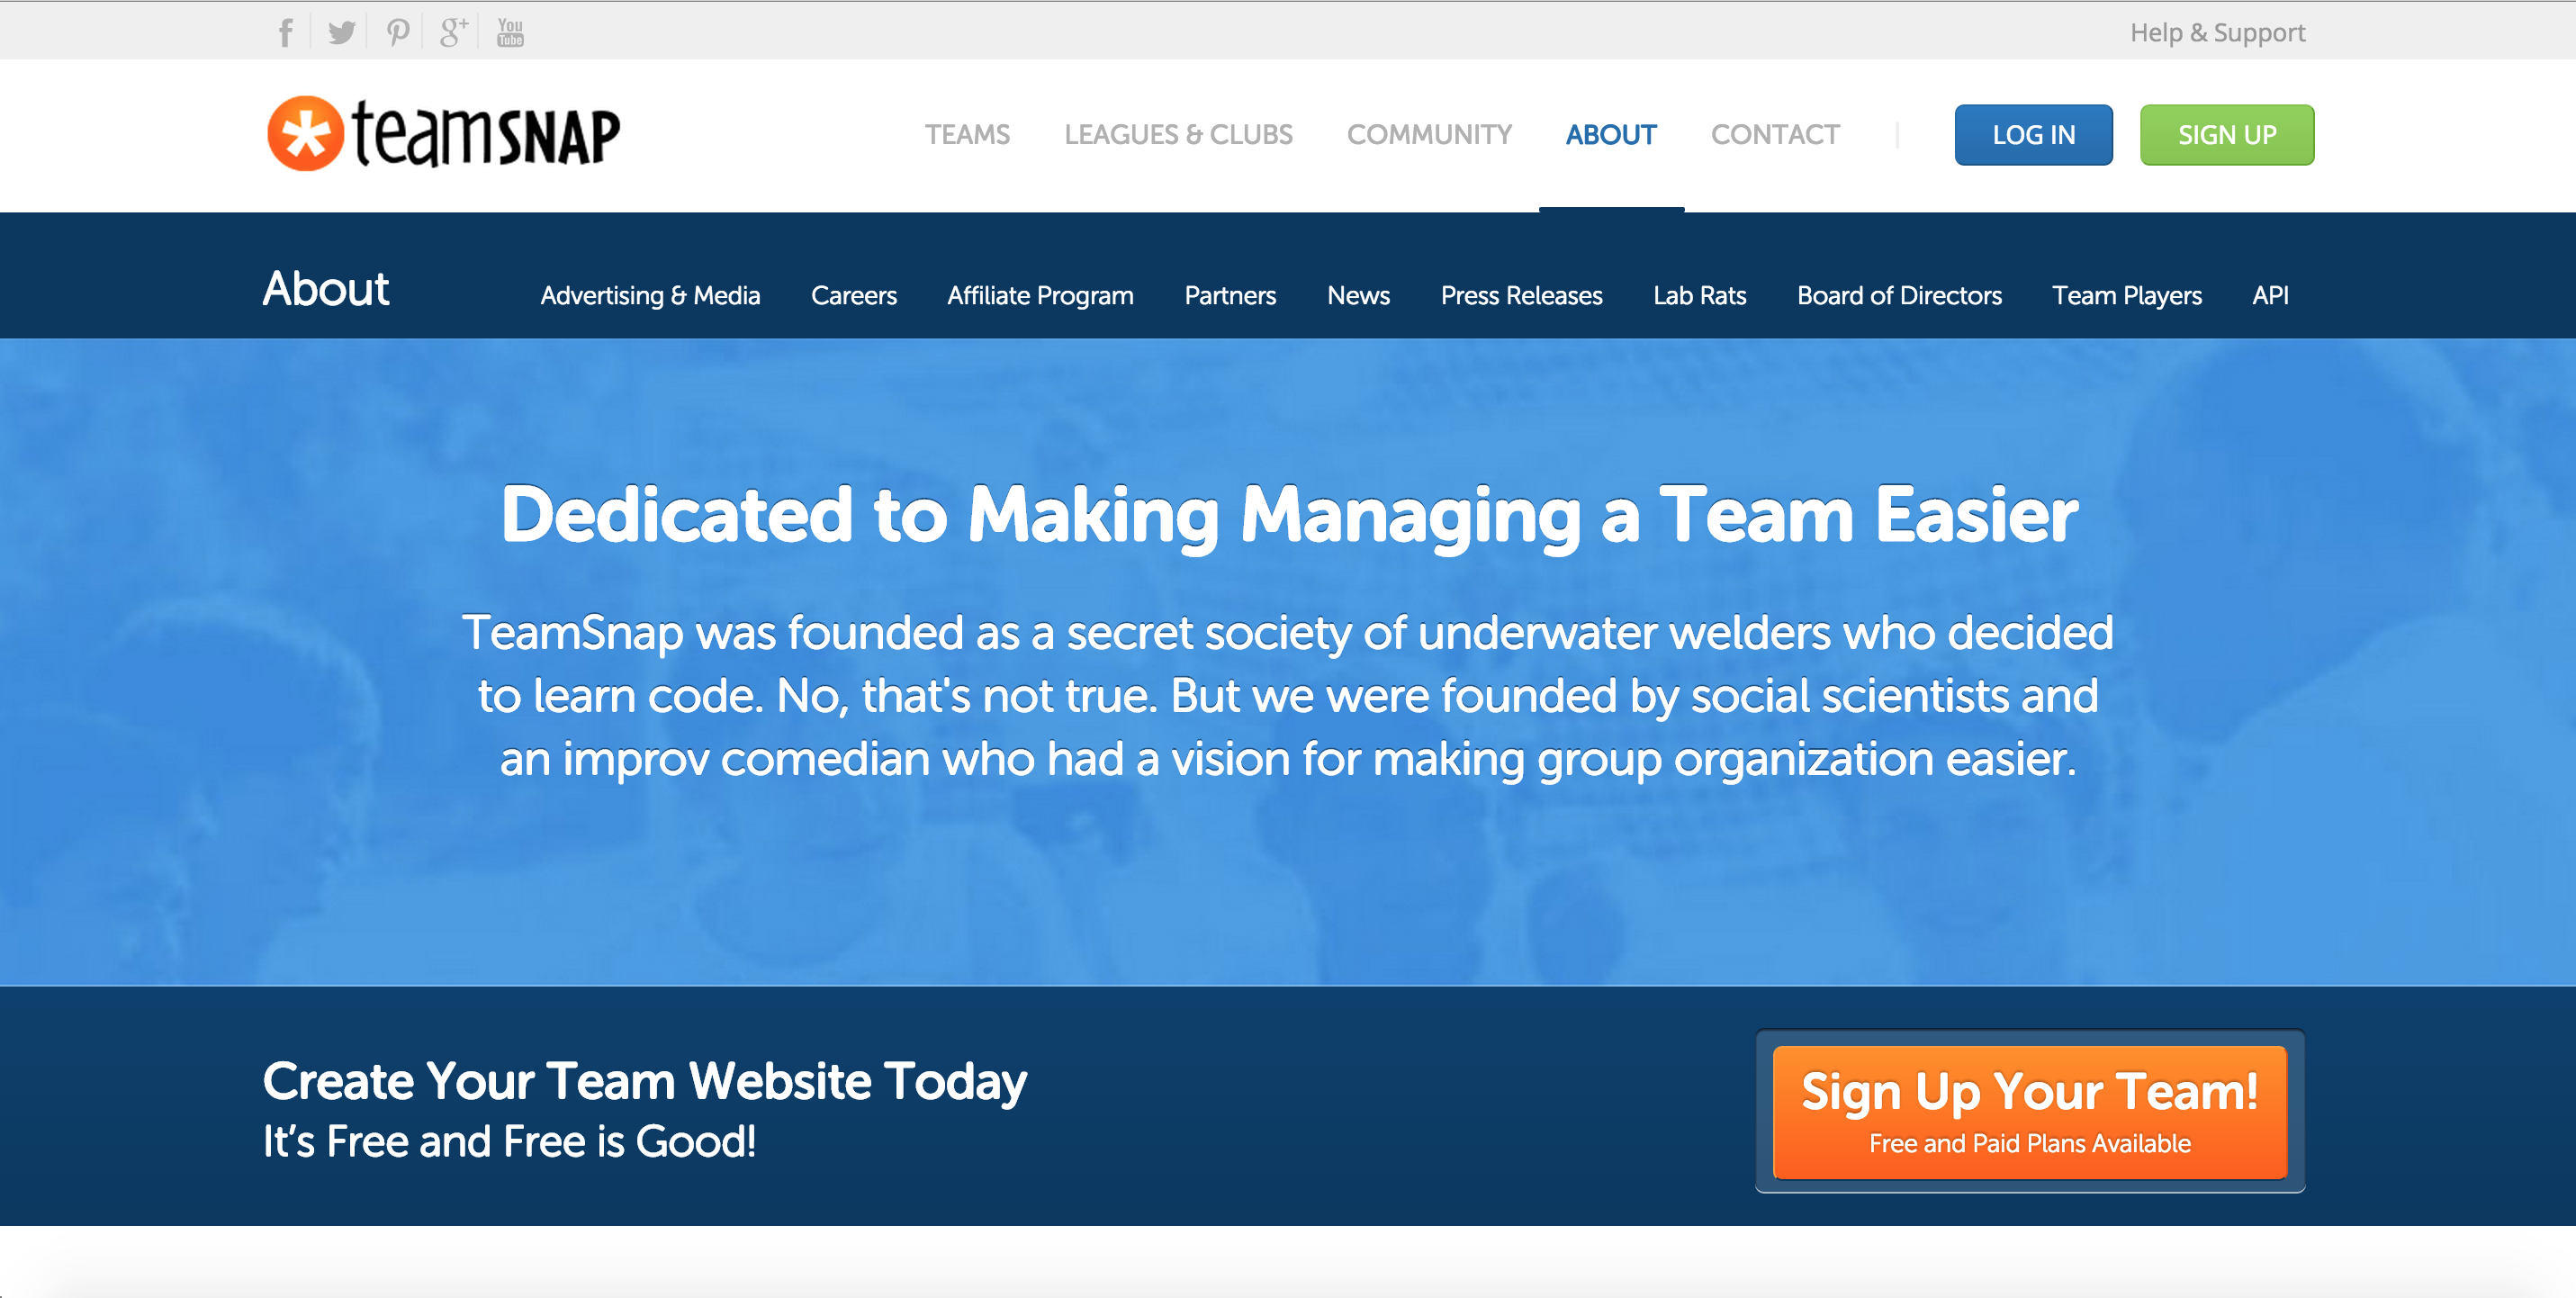 f
g+
You
Tube
Help & Support
teamSNAP
TEAMS
LEAGUES & CLUBS
COMMUNITY
ABOUT
CONTACT
LOG IN
SIGN UP
About
Advertising & Media
Careers
Affiliate Program
Partners
News
Press Releases
Lab Rats
Board of Directors
Team Players
API
Dedicated to Making Managing a Team Easier
TeamSnap was founded as a secret society of underwater welders who decided
to learn code. No, that's not true. But we were founded by social scientists and
an improv comedian who had a vision for making group organization easier.
Create Your Team Website Today
It’s Free and Free is Good!
Sign Up Your Team!
Free and Paid Plans Available